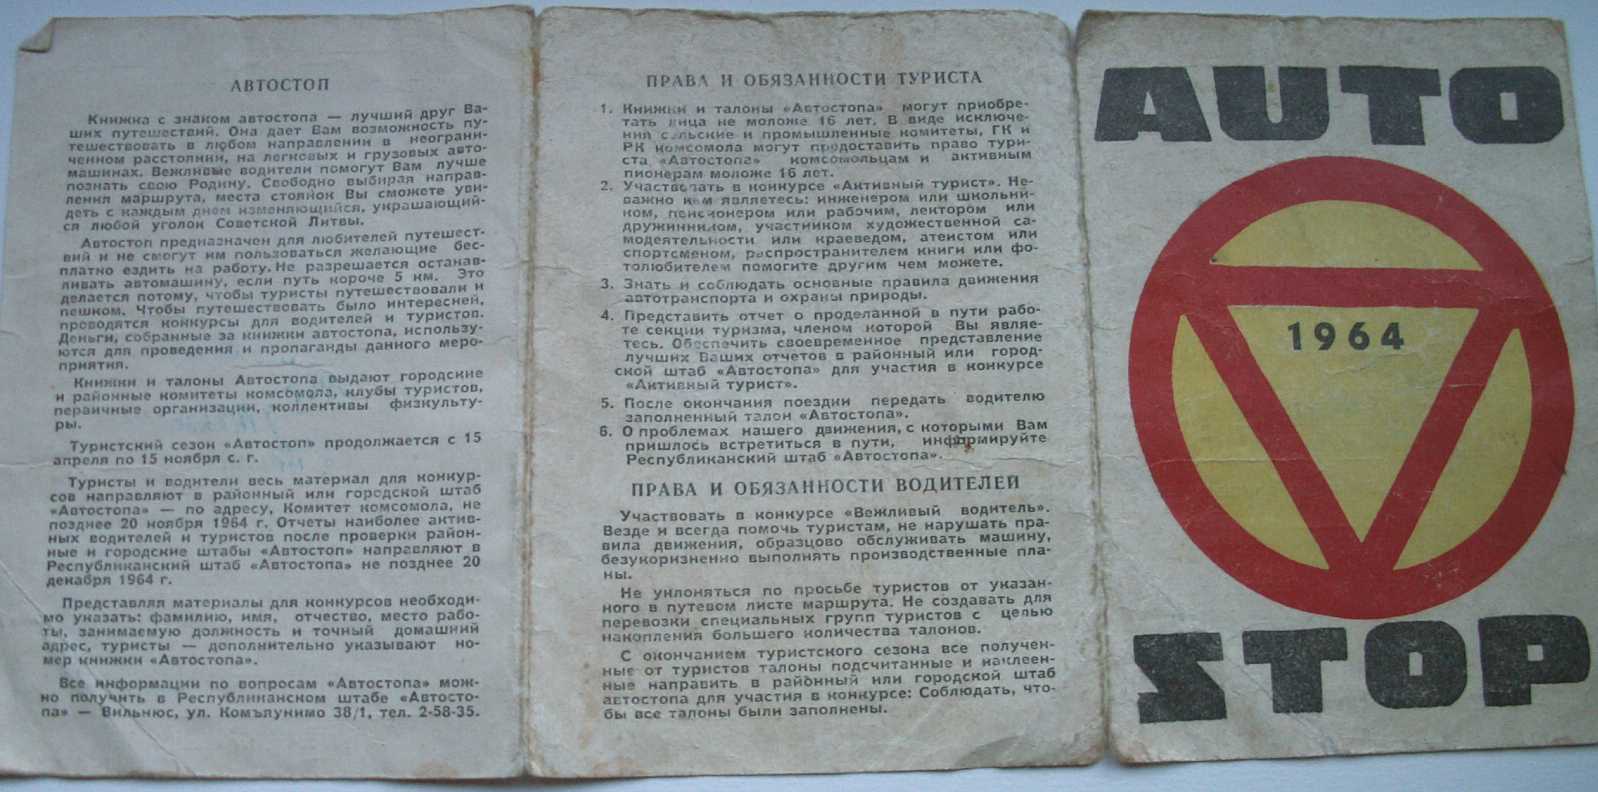 АВТОСТОП
Книжка с знаком автостопа — лучший друг Ва-
ших путешествий. Она дает Вам возможность пу-
тешествовать в любом направлении в неограни-
ченном расстоянии, на легковых и грузовых авто-
машинах. Вежливые водители помогут Вам лучше
познать свою Родину. Свободно выбирая направ-
ления маршрута, места стоянок Вы сможете уви-
деть с каждым днем изменяющийся, украшающий-
ся любой уголок Советской Литвы.
Автостоп предназначен для любителей путешест-
вий и не смогут им пользоваться желающие бес-
платно ездить на работу. Не разрешается останав-
ливать автомашину, если путь короче 5 км. Это
делается потому, чтобы туристы путешествовали и
пешком. Чтобы путешествовать было интересней,
проводятся конкурсы для водителей и туристов.
Деньги, собранные за книжки автостопа, использу-
ются для проведения и пропаганды данного меро-
приятия.
Книжки и талоны Автостопа выдают городские
и районные комитеты комсомола, клубы туристов,
первичные организации, коллективы физкульту-
ры.
Туристский сезон «Автостоп» продолжается с 15
апреля по 15 ноября с. г.
Туристы и водители весь материал для конкур-
сов направляют в районный или городской штаб
«Автостопа» — по адресу, Комитет комсомола, не
позднее 20 ноября 1964 г. Отчеты наиболее актив-
ных водителей и туристов после проверки район-
ные и городские штабы «Автостоп» направляют в
Республиканский штаб «Автостопа» не позднее 20
декабря 1964 г.
Представляя материалы для конкурсов необходи-
мо указать: фамилию, имя, отчество, место рабо-
ты, занимаемую должность и точный домашний
адрес, туристы — дополнительно указывают но-
мер книжки «Автостопа».
Все информации по вопросам «Автостопа» мож-
но получить в Республиканском штабе «Автосто-
па» — Вильнюс, ул. Комълунимо 38/1, тел. 2-58-35.
ПРАВА И ОБЯЗАННОСТИ ТУРИСТА
1. Книжки и талоны «Автостопа» могут приобре-
тать лица не моложе 16 лет. В виде исключе-
ния сельские и промышленные комитеты, ГК и
РК комсомола могут предоставить право тури-
ста «Автостопа» комсомольцам и активным
пионерам моложе 16 лет.
2. Участвовать в конкурсе «Активный турист». Не-
важно кем являетесь: инженером или школьни-
ком, пенсионером или рабочим, лектором или
дружинником, участником художественной са-
модеятельности или краеведом, атеистом или
спортсменом, распространителем книги или фо-
толюбителем помогите другим чем можете.
3. Знать и соблюдать основные правила движения
автотранспорта и охраны природы.
4. Представить отчет о проделанной в пути рабо-
те секции туризма, членом которой Вы являе-
тесь. Обеспечить своевременное представление
лучших Ваших отчетов в районный или город-
ской штаб «Автостопа» для участия в конкурсе
«Активный турист».
5. После окончания поездки передать водителю
заполненный талон «Автостопа».
6. О проблемах нашего движения, с которыми Вам
пришлось встретиться в пути, информируйте
Республиканский штаб «Автостопа».
ПРАВА И ОБЯЗАННОСТИ ВОДИТЕЛЕЙ
Участвовать в конкурсе «Вежливый водитель».
Везде и всегда помочь туристам, не нарушать пра-
вила движения, образцово обслуживать машину,
безукоризненно выполнять производственные пла-
ны.
Не уклоняться по просьбе туристов от указан-
ного в путевом листе маршрута. Не создавать для
перевозки специальных групп туристов с целью
накопления большего количества талонов.
С окончанием туристского сезона все получен-
ные от туристов талоны подсчитанные и наклеен-
ные направить в районный или городской штаб
автостопа для участия в конкурсе: Соблюдать, что-
бы все талоны были заполнены.
AUTO
1964
STOP